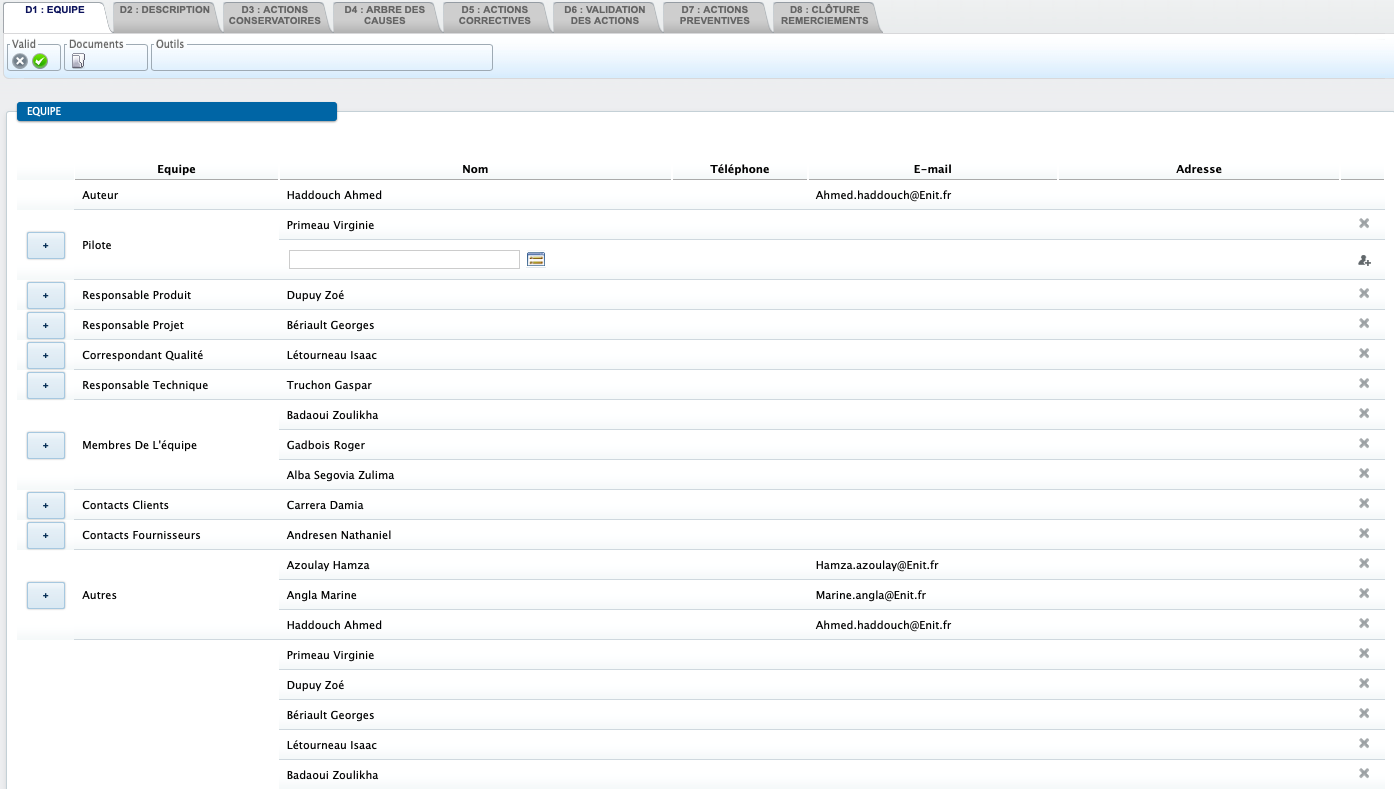 D1 : EQUIPE
D2 : DESCRIPTION
D3 : ACTIONS
CONSERVATOIRES
D4 : ARBRE DES
CAUSES
D5 : ACTIONS
CORRECTIVES
D6 : VALIDATION
DES ACTIONS
D7 : ACTIONS
PREVENTIVES
D8 : CLÔTURE
REMERCIEMENTS
Valid
Documents
Outils
EQUIPE
Equipe Nom Téléphone E-mail Adresse
Auteur Haddouch Ahmed Ahmed.haddouch@Enit.fr
Primeau Virginie
+ Pilote
+ Responsable Produit Dupuy Zoé
+ Responsable Projet Bériault Georges
+ Correspondant Qualité Létourneau Isaac
+ Responsable Technique Truchon Gaspar
Badaoui Zoulikha
+ Membres De L'équipe Gadbois Roger
Alba Segovia Zulima
+ Contacts Clients Carrera Damia
+ Contacts Fournisseurs Andresen Nathaniel
Azoulay Hamza Hamza.azoulay@Enit.fr
+ Autres Angla Marine Marine.angla@Enit.fr
Haddouch Ahmed Ahmed.haddouch@Enit.fr
Primeau Virginie
Dupuy Zoé
Bériault Georges
Létourneau Isaac
Badaoui Zoulikha